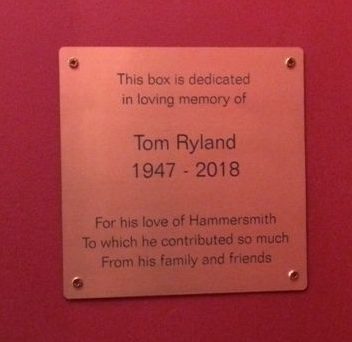 This box is dedicated
in loving memory of
Tom Ryland
1947 - 2018
For his love of Hammersmith
To which he contributed so much
From his family and friends